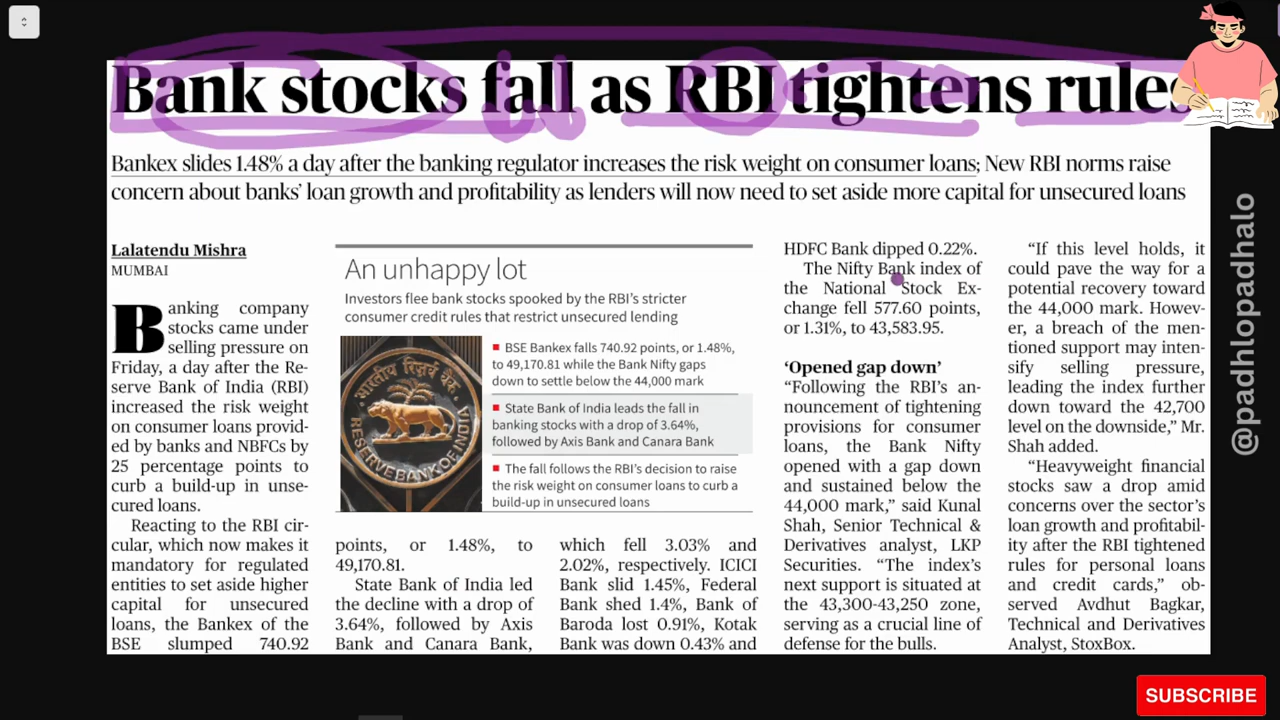 Bank stocks fall as RBI tightens rules
Bankex slides 1.48% a day after the banking regulator increases the risk weight on consumer loans; New RBI norms raise
concern about banks’ loan growth and profitability as lenders will now need to set aside more capital for unsecured loans
Lalatendu Mishra
MUMBAI
Banking company
stocks came under
selling pressure on
Friday, a day after the Re-
serve Bank of India (RBI)
increased the risk weight
on consumer loans provid-
ed by banks and NBFCs by
25 percentage points to
curb a build-up in unse-
cured loans.
Reacting to the RBI cir-
cular, which now makes it
mandatory for regulated
entities to set aside higher
capital for unsecured
loans, the Bankex of the
BSE slumped 740.92
An unhappy lot
Investors flee bank stocks spooked by the RBI’s stricter
consumer credit rules that restrict unsecured lending
भारतीय रिज़र्व बैंक
RESERVE BANK OF INDIA
BSE Bankex falls 740.92 points, or 1.48%,
to 49,170.81 while the Bank Nifty gaps
down to settle below the 44,000 mark
State Bank of India leads the fall in
banking stocks with a drop of 3.64%,
followed by Axis Bank and Canara Bank
The fall follows the RBI’s decision to raise
the risk weight on consumer loans to curb a
build-up in unsecured loans
points, or 1.48%, to
49,170.81.
State Bank of India led
the decline with a drop of
3.64%, followed by Axis
Bank and Canara Bank,
which fell 3.03% and
2.02%, respectively. ICICI
Bank slid 1.45%, Federal
Bank shed 1.4%, Bank of
Baroda lost 0.91%, Kotak
Bank was down 0.43% and
HDFC Bank dipped 0.22%.
The Nifty Bank index of
the National Stock Ex-
change fell 577.60 points,
or 1.31%, to 43,583.95.
‘Opened gap down’
“Following the RBI’s an-
nouncement of tightening
provisions for consumer
loans, the Bank Nifty
opened with a gap down
and sustained below the
44,000 mark,” said Kunal
Shah, Senior Technical &
Derivatives analyst, LKP
Securities. “The index’s
next support is situated at
the 43,300-43,250 zone,
serving as a crucial line of
defense for the bulls.
“If this level holds, it
could pave the way for a
potential recovery toward
the 44,000 mark. Howev-
er, a breach of the men-
tioned support may inten-
sify selling pressure,
leading the index further
down toward the 42,700
level on the downside,” Mr.
Shah added.
“Heavyweight financial
stocks saw a drop amid
concerns over the sector’s
loan growth and profitabil-
ity after the RBI tightened
rules for personal loans
and credit cards,” ob-
served Avdhut Bagkar,
Technical and Derivatives
Analyst, StoxBox.
@padhlopadhalo
SUBSCRIBE